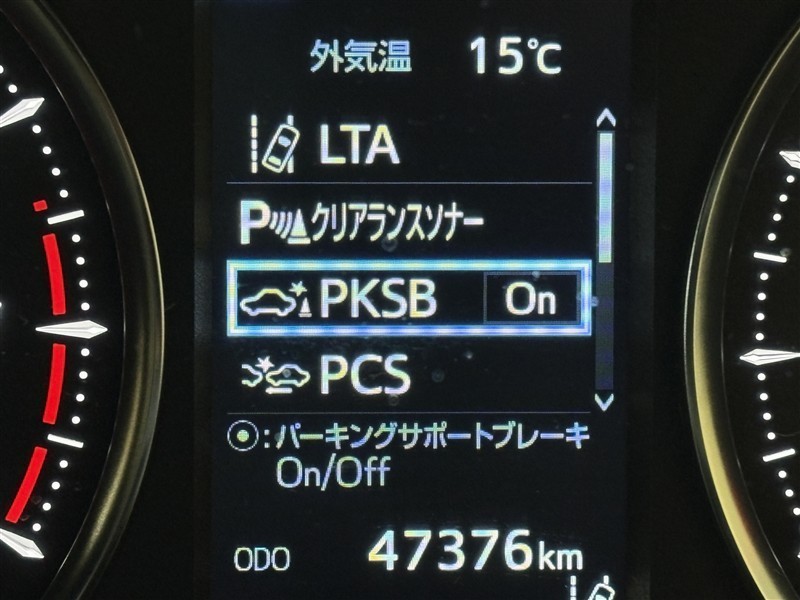 外気温 15℃
LTA
P クリアランスソナー
PKSB On
PCS
⦿:パーキングサポートブレーキ
On/Off
ODO 47376km